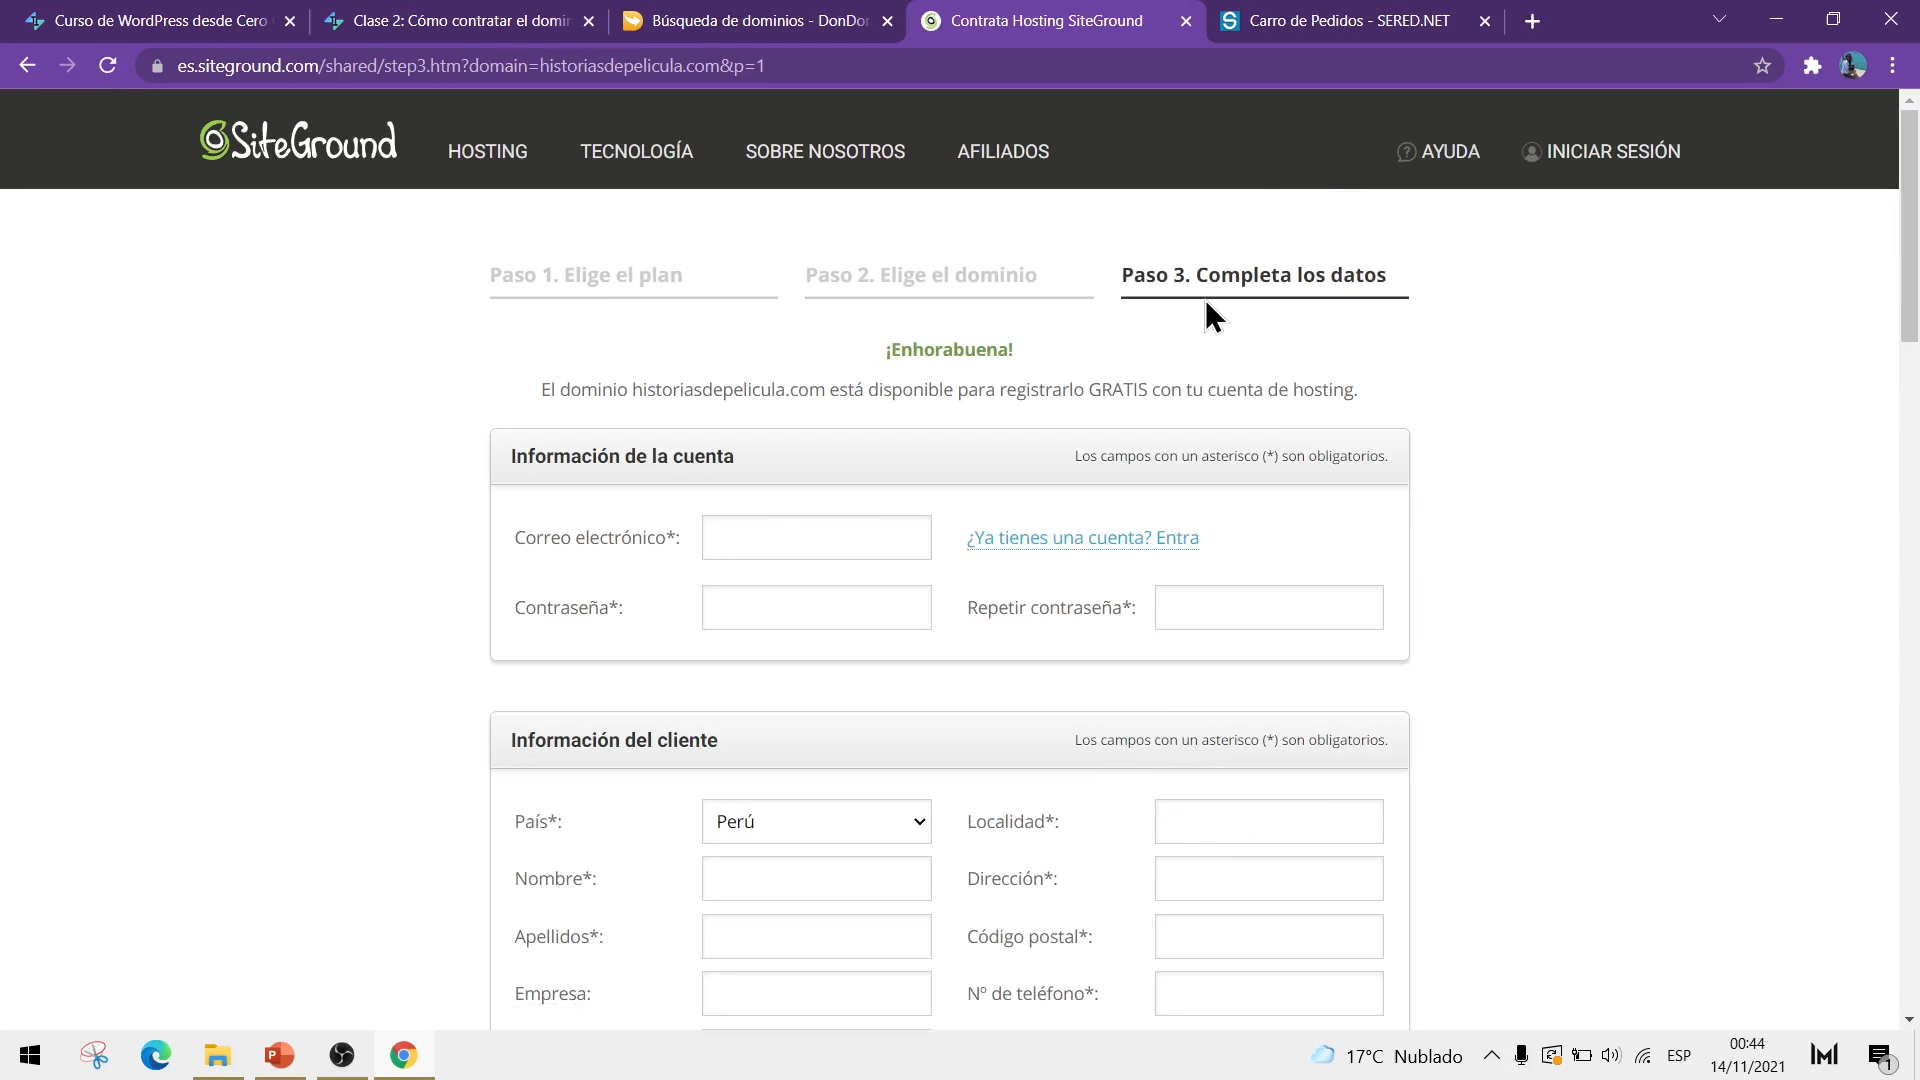 Curso de WordPress desde Cero
Clase 2: Cómo contratar el domin
Búsqueda de dominios - DonDon
Contrata Hosting SiteGround
Carro de Pedidos - SERED.NET
es.siteground.com/shared/step3.htm?domain=historiasdepelicula.com&p=1
SiteGround
HOSTING
TECNOLOGÍA
SOBRE NOSOTROS
AFILIADOS
AYUDA
INICIAR SESIÓN
Paso 1. Elige el plan
Paso 2. Elige el dominio
Paso 3. Completa los datos
¡Enhorabuena!
El dominio historiasdepelicula.com está disponible para registrarlo GRATIS con tu cuenta de hosting.
Información de la cuenta
Los campos con un asterisco (*) son obligatorios.
Correo electrónico*:
¿Ya tienes una cuenta? Entra
Contraseña*:
Repetir contraseña*:
Información del cliente
Los campos con un asterisco (*) son obligatorios.
País*:
Perú
Localidad*:
Nombre*:
Dirección*:
Apellidos*:
Código postal*:
Empresa:
Nº de teléfono*:
17°C Nublado
ESP
00:44
14/11/2021
1